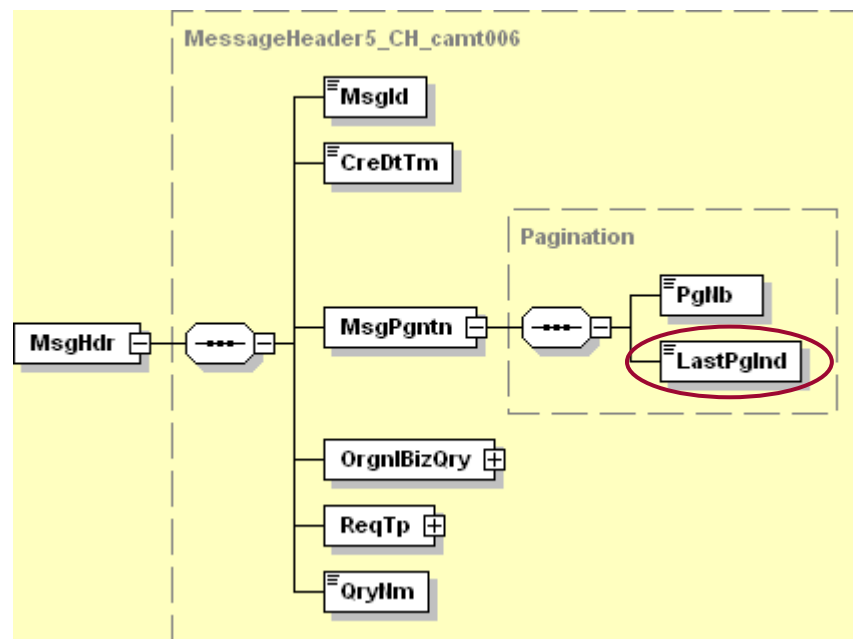 MessageHeader5_CH_camt006
MsgId
CreDtTm
Pagination
PgNb
MsgHdr
MsgPgntn
LastPgInd
OrgnlBizQry
ReqTp
QryNm